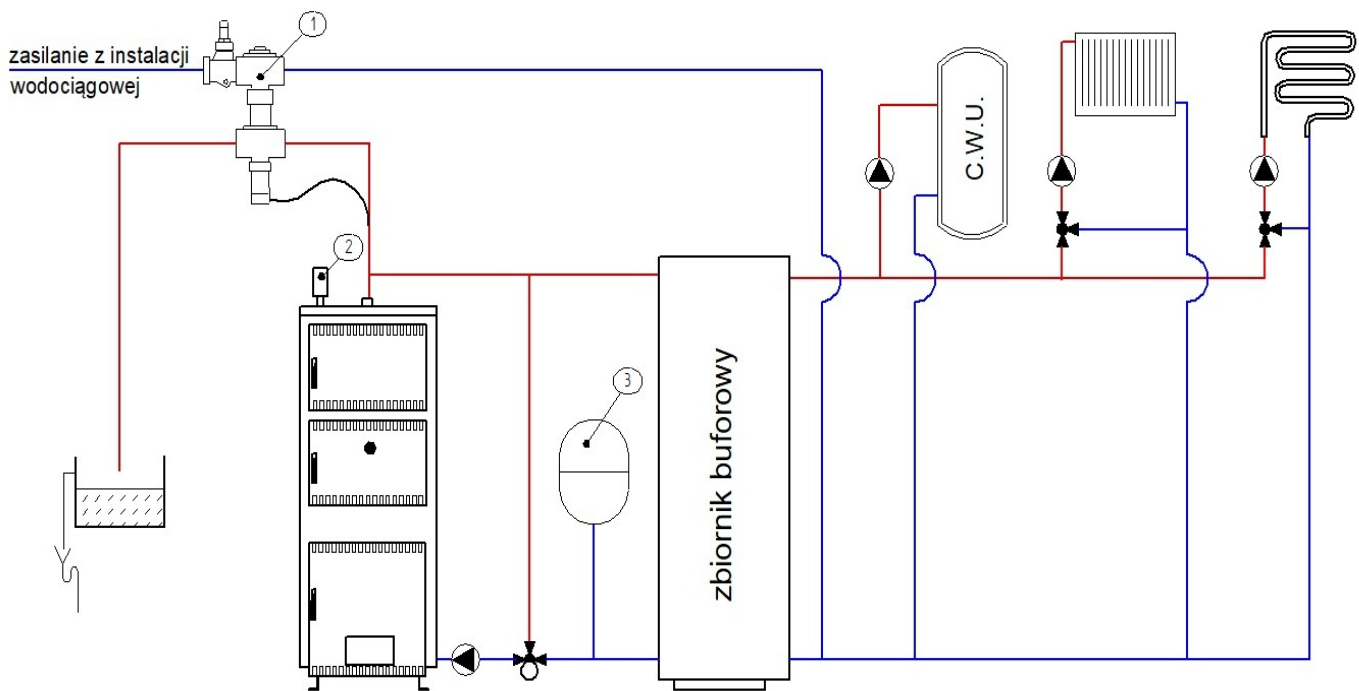 zasilanie z instalacji
wodociągowej
1
2
3
zbiornik buforowy
C.W.U.